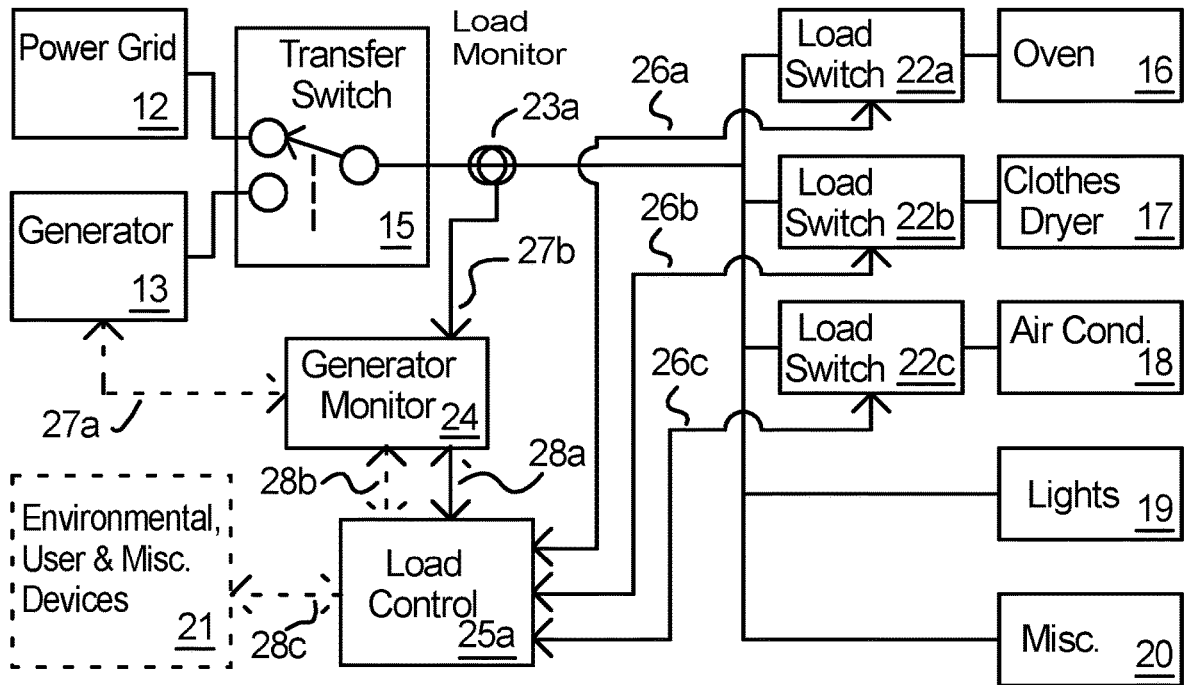 Power Grid
12
Transfer
Switch
15
Load
Monitor
23a
26a
Load
Switch
22a
Oven
16
Generator
13
27b
26b
Load
Switch
22b
Clothes
Dryer
17
Generator
Monitor
24
27a
26c
Load
Switch
22c
Air Cond.
18
28b
28a
Environmental,
User & Misc.
Devices
21
28c
Load
Control
25a
Lights
19
Misc.
20